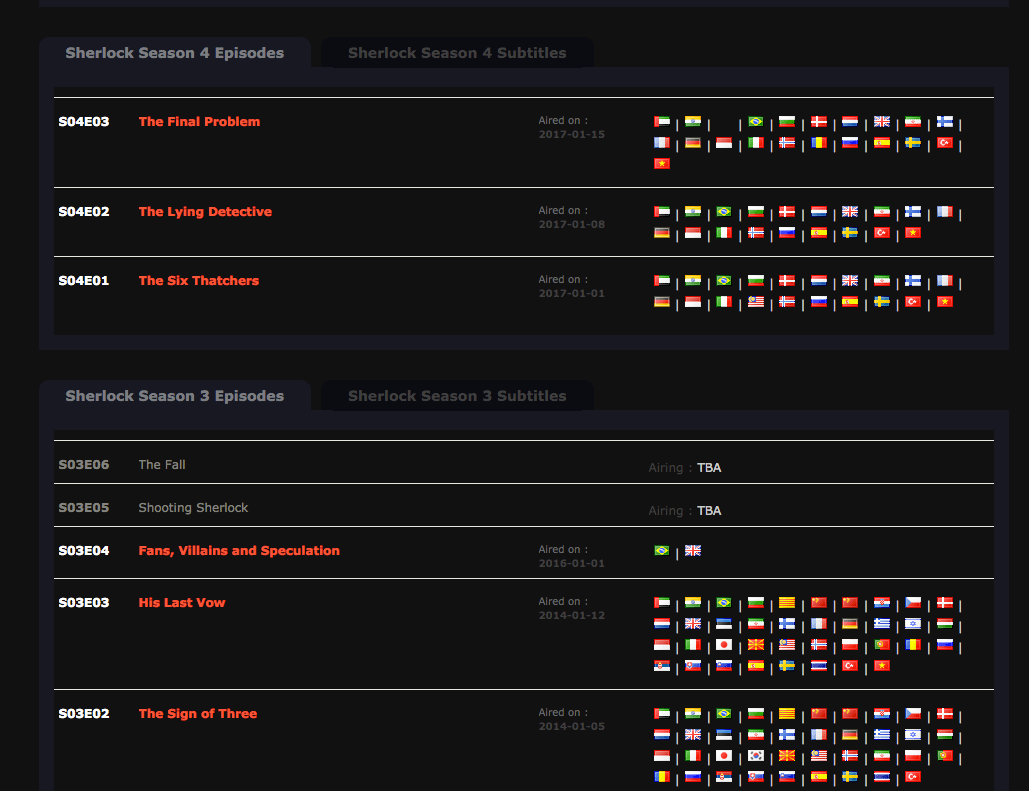 Sherlock Season 4 Episodes Sherlock Season 4 Subtitles
S04E03 The Final Problem Aired on :
2017-01-15
S04E02 The Lying Detective Aired on :
2017-01-08
S04E01 The Six Thatchers Aired on :
2017-01-01
Sherlock Season 3 Episodes Sherlock Season 3 Subtitles
S03E06 The Fall Airing : TBA
S03E05 Shooting Sherlock Airing : TBA
S03E04 Fans, Villains and Speculation Aired on :
2016-01-01
S03E03 His Last Vow Aired on :
2014-01-12
S03E02 The Sign of Three Aired on :
2014-01-05